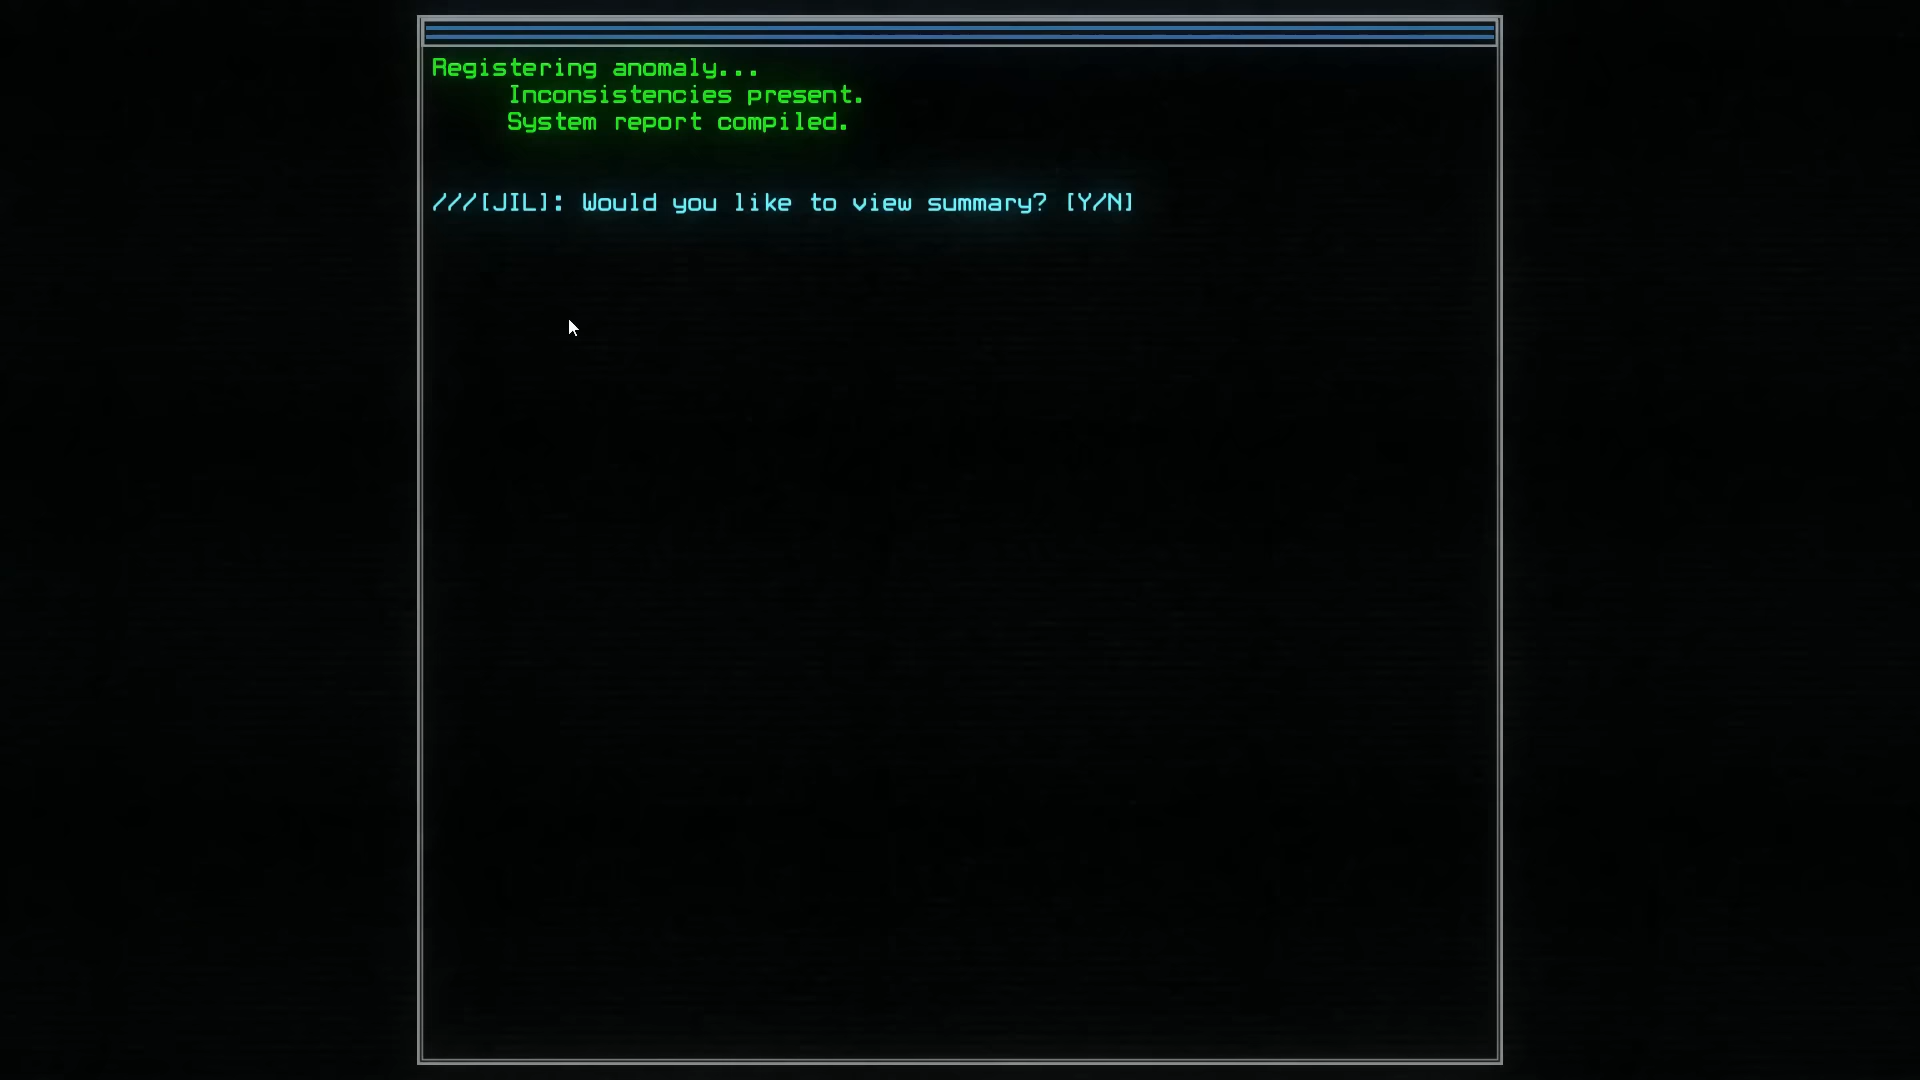 Registering anomaly...
Inconsistencies present.
System report compiled.
///[JIL]: Would you like to view summary? [Y/N]